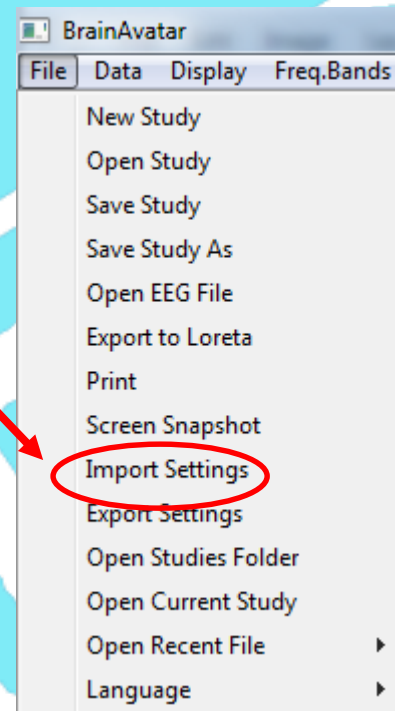 BrainAvatar
File Data Display Freq.Bands
New Study
Open Study
Save Study
Save Study As
Open EEG File
Export to Loreta
Print
Screen Snapshot
Import Settings
Export Settings
Open Studies Folder
Open Current Study
Open Recent File
Language